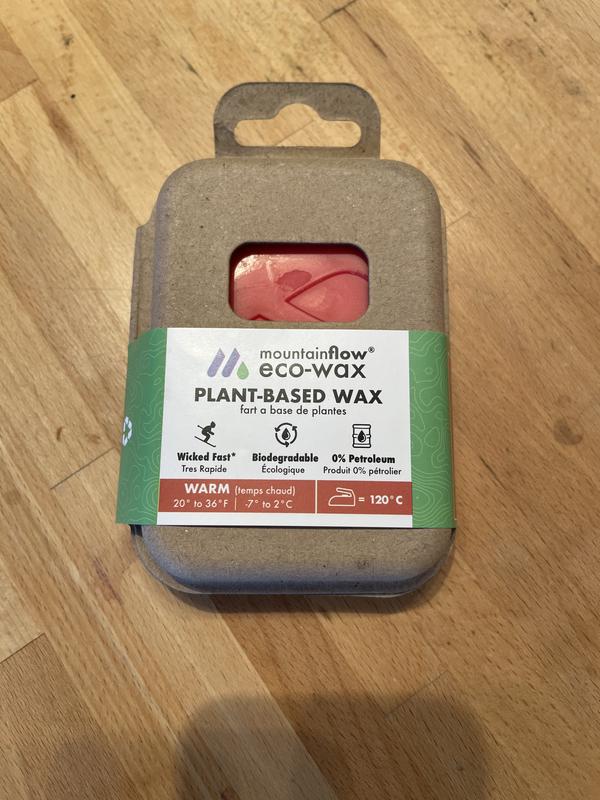 mountainflow®
eco-wax
PLANT-BASED WAX
fart a base de plantes
Wicked Fast* Biodegradable 0% Petroleum
Tres Rapide Écologique Produit 0% pétrolier
WARM (temps chaud)
20° to 36°F | -7° to 2°C
= 120°C